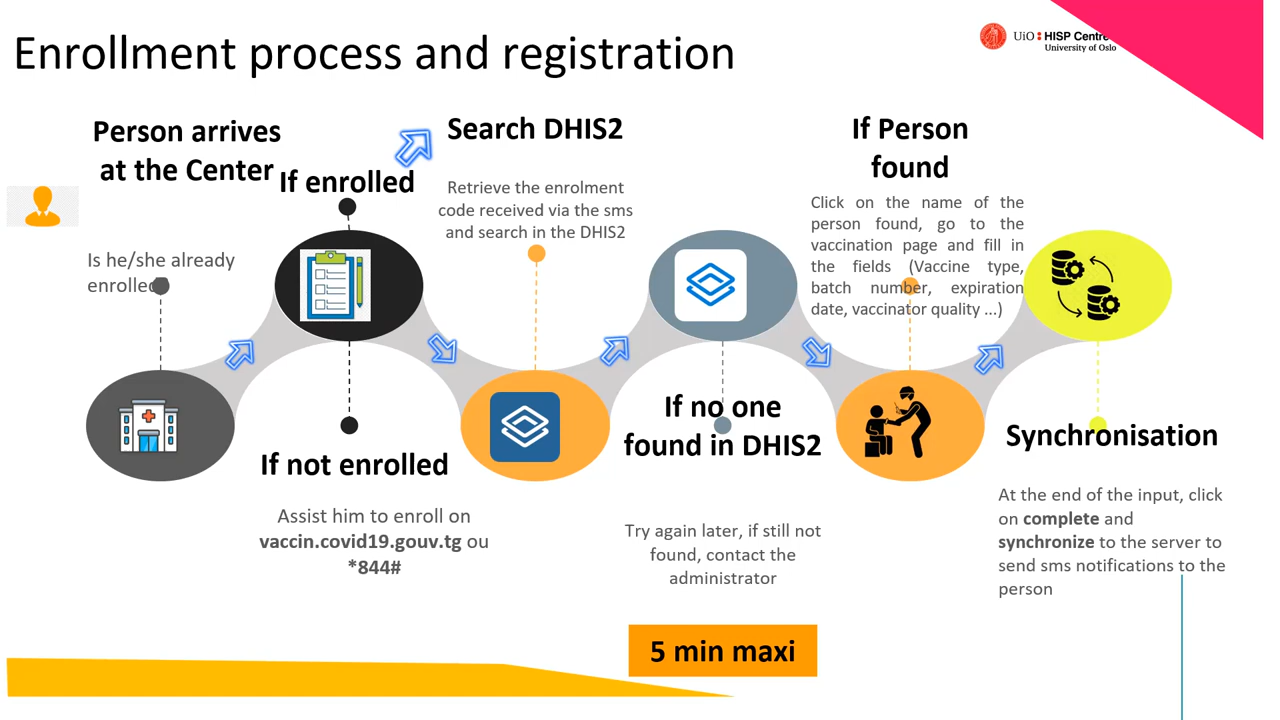 Enrollment process and registration
UiO HISP Centre
University of Oslo
Person arrives
at the Center
Is he/she already
enrolled
If enrolled
If not enrolled
Assist him to enroll on
vaccin.covid19.gouv.tg ou
*844#
Search DHIS2
Retrieve the enrolment
code received via the sms
and search in the DHIS2
If no one
found in DHIS2
Try again later, if still not
found, contact the
administrator
5 min maxi
If Person
found
Click on the name of the
person found, go to the
vaccination page and fill in
the fields (Vaccine type,
batch number, expiration
date, vaccinator quality ...)
Synchronisation
At the end of the input, click
on complete and
synchronize to the server to
send sms notifications to the
person